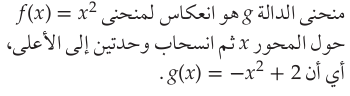 منحنى الدالة g هو انعكاس لمنحنى f(x) = x²
حول المحور x ثم انسحاب وحدتين إلى الأعلى،
أي أن g(x) = −x² + 2 .